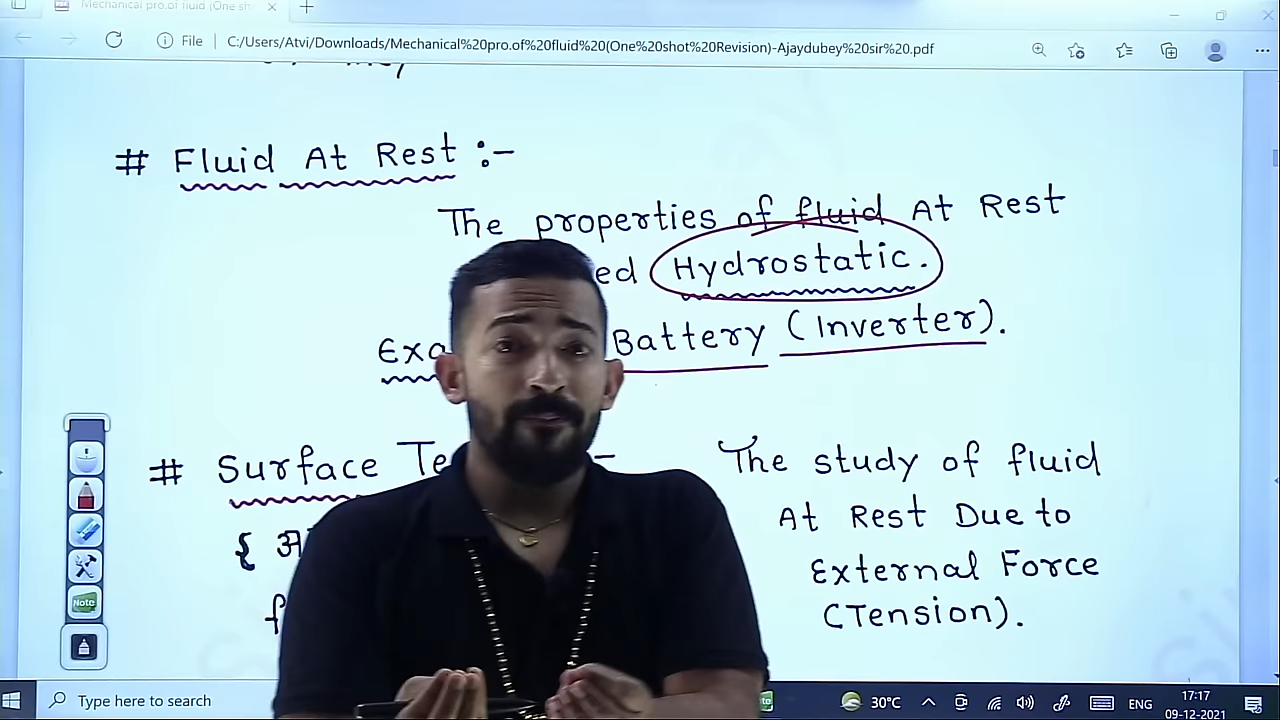 Mechanical pro.of fluid (One sh
File
C:/Users/Atvi/Downloads/Mechanical%20pro.of%20fluid%20(One%20shot%20Revision)-Ajaydubey%20sir%20.pdf
# Fluid At Rest :-
The properties of fluid At Rest
ed Hydrostatic.
Exa Battery (Inverter).
# Surface Te :-
The study of fluid
At Rest Due to
External Force
(Tension).
Note
Type here to search
30°C
ENG
17:17
09-12-2021